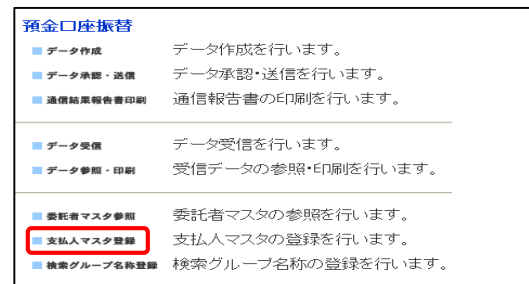 預金口座振替
データ作成 データ作成を行います。
データ承認・送信 データ承認・送信を行います。
通信結果報告書印刷 通信報告書の印刷を行います。
データ受信 データ受信を行います。
データ参照・印刷 受信データの参照・印刷を行います。
委託者マスタ参照 委託者マスタの参照を行います。
支払人マスタ登録 支払人マスタの登録を行います。
検索グループ名称登録 検索グループ名称の登録を行います。